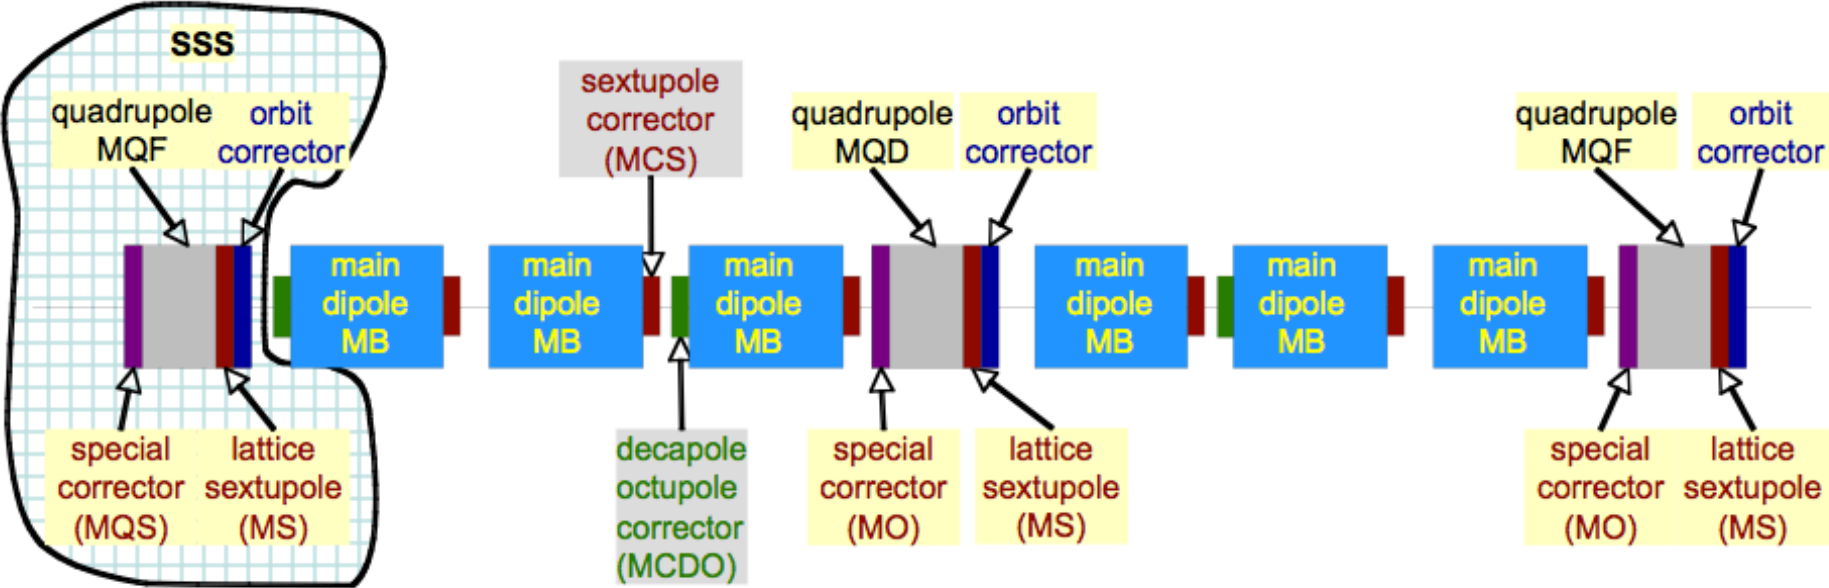 SSS
quadrupole
MQF
orbit
corrector
sextupole
corrector
(MCS)
quadrupole
MQD
orbit
corrector
quadrupole
MQF
orbit
corrector
main
dipole
MB
main
dipole
MB
main
dipole
MB
main
dipole
MB
main
dipole
MB
main
dipole
MB
special
corrector
(MQS)
lattice
sextupole
(MS)
decapole
octupole
corrector
(MCDO)
special
corrector
(MO)
lattice
sextupole
(MS)
special
corrector
(MO)
lattice
sextupole
(MS)